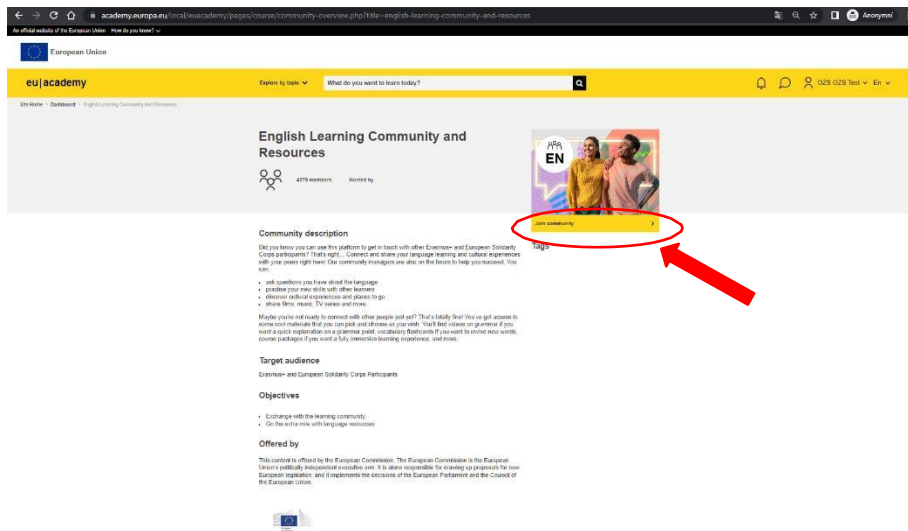 academy.europa.eu/local/euacademy/pages/course/community-overview.php?title=english-learning-community-and-resources
Anonymní
An official website of the European Union How do you know?
European Union
eu|academy
Explore by topic
What do you want to learn today?
OZS OZS Test
En
Site Home > Dashboard > English Learning Community And Resources
English Learning Community and
Resources
4270 members Hosted by
EN
Join community
Tags
Community description
Did you know you can use this platform to get in touch with other Erasmus+ and European Solidarity
Corps participants? That's right... Connect and share your language learning and cultural experiences
with your peers right here! Our community managers are also on the forum to help you succeed. You
can:
ask questions you have about the language
practise your new skills with other learners
discover cultural experiences and places to go
share films, music, TV series and more.
Maybe you're not ready to connect with other people just yet? That's totally fine! You've got access to
some cool materials that you can pick and choose as you wish. You'll find videos on grammar if you
want a quick explanation on a grammar point, vocabulary flashcards if you want to revise new words,
course packages if you want a fully immersive learning experience, and more.
Target audience
Erasmus+ and European Solidarity Corps Participants
Objectives
Exchange with the learning community;
Go the extra mile with language resources
Offered by
This content is offered by the European Commission. The European Commission is the European
Union's politically independent executive arm. It is alone responsible for drawing up proposals for new
European legislation, and it implements the decisions of the European Parliament and the Council of
the European Union.